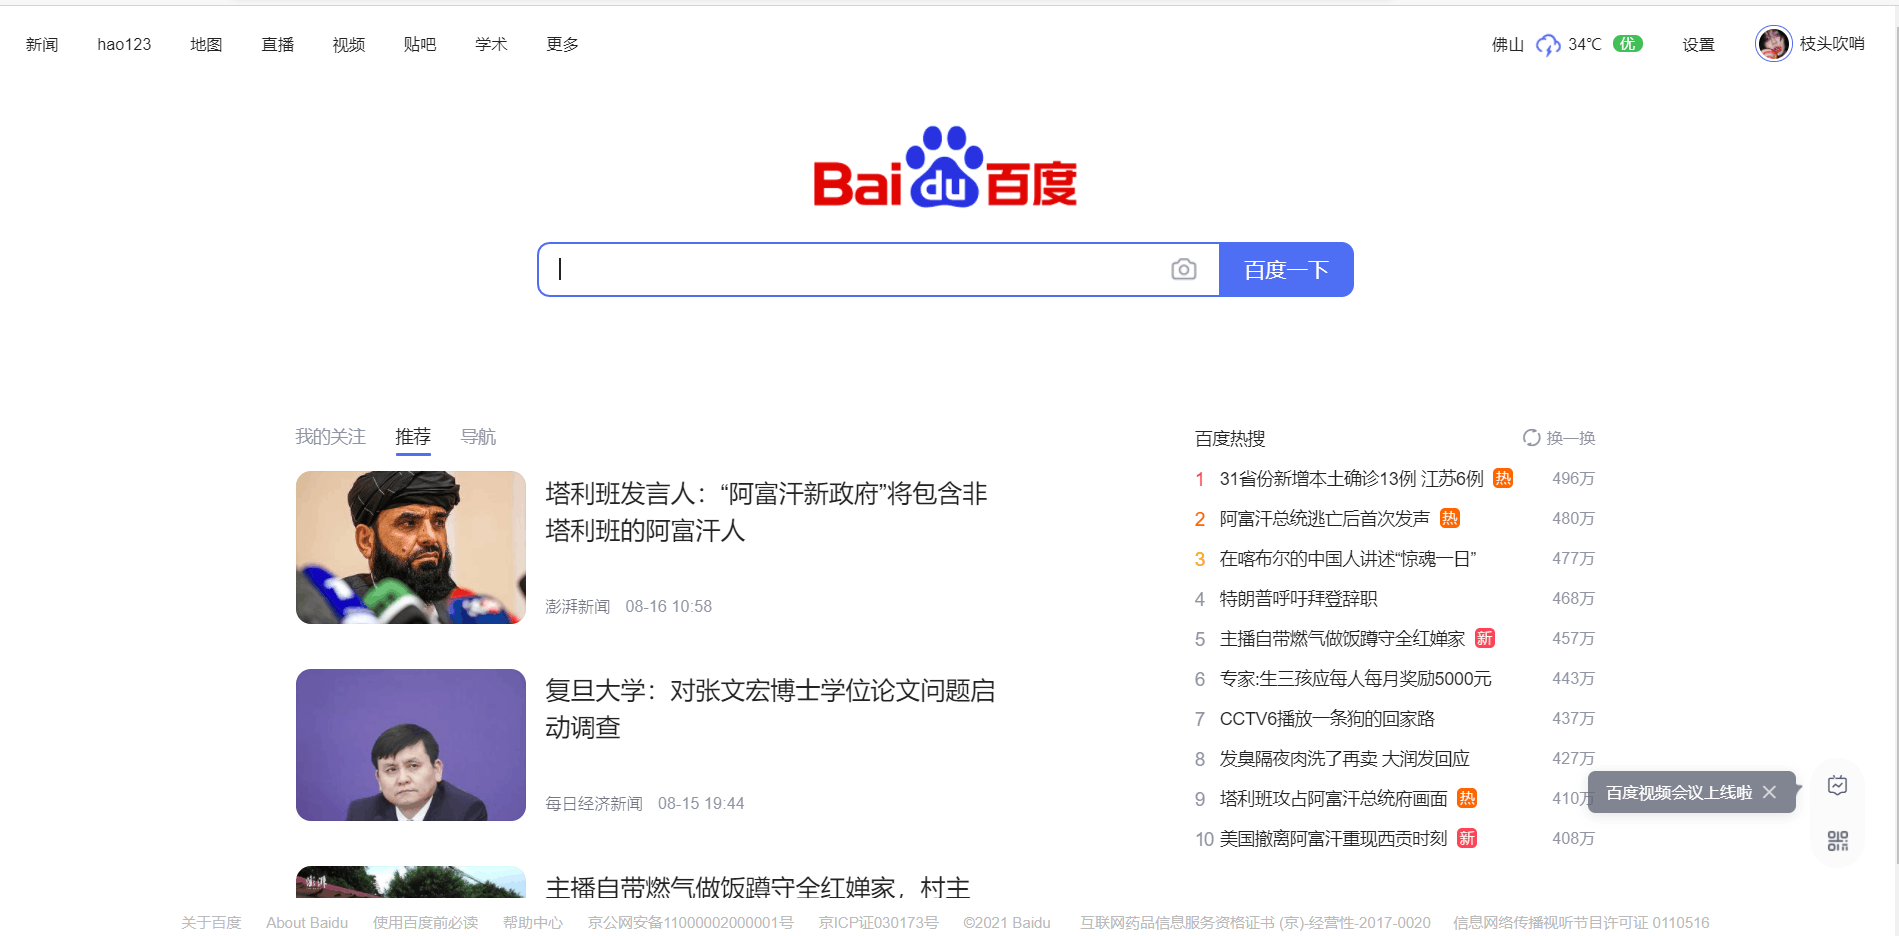 新闻 hao123 地图 直播 视频 贴吧 学术 更多 佛山 34℃ 优 设置 枝头吹哨
Bai du 百度
百度一下
我的关注 推荐 导航
塔利班发言人：“阿富汗新政府”将包含非
塔利班的阿富汗人
澎湃新闻 08-16 10:58
复旦大学：对张文宏博士学位论文问题启
动调查
每日经济新闻 08-15 19:44
澎湃
主播自带燃气做饭蹲守全红婵家，村主
百度热搜 换一换
1 31省份新增本土确诊13例 江苏6例 热 496万
2 阿富汗总统逃亡后首次发声 热 480万
3 在喀布尔的中国人讲述“惊魂一日” 477万
4 特朗普呼吁拜登辞职 468万
5 主播自带燃气做饭蹲守全红婵家 新 457万
6 专家:生三孩应每人每月奖励5000元 443万
7 CCTV6播放一条狗的回家路 437万
8 发臭隔夜肉洗了再卖 大润发回应 427万
9 塔利班攻占阿富汗总统府画面 热 410万
10 美国撤离阿富汗重现西贡时刻 新 408万
百度视频会议上线啦
关于百度 About Baidu 使用百度前必读 帮助中心 京公网安备11000002000001号 京ICP证030173号 ©2021 Baidu 互联网药品信息服务资格证书 (京)-经营性-2017-0020 信息网络传播视听节目许可证 0110516